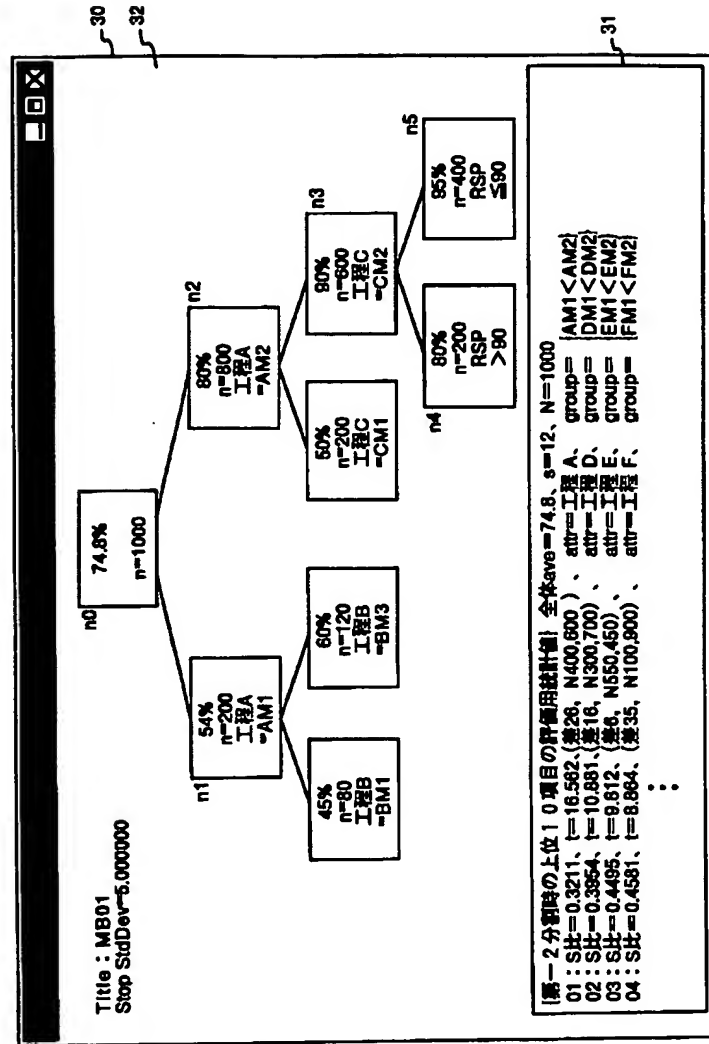 30
32
Title : MB01
Stop StdDev=5.000000
n0
74.8%
n=1000
n1
54%
n=200
工程A
=AM1
n2
80%
n=800
工程A
=AM2
45%
n=80
工程B
=BM1
60%
n=120
工程B
=BM3
50%
n=200
工程C
=CM1
n3
90%
n=600
工程C
=CM2
n4
80%
n=200
RSP
>90
n5
95%
n=400
RSP
≦90
31
[第一2分割時の上位10項目の評価用統計値] 全体ave=74.8、s=12、N=1000
01:S比=0.3211、t=16.562、(差26、N400,600)、attr=工程A、group= {AM1<AM2}
02:S比=0.3954、t=10.881、(差16、N300,700)、attr=工程D、group= {DM1<DM2}
03:S比=0.4495、t=9.612、(差6、N550,450)、attr=工程E、group= {EM1<EM2}
04:S比=0.4581、t=8.864、(差35、N100,900)、attr=工程F、group= {FM1<FM2}